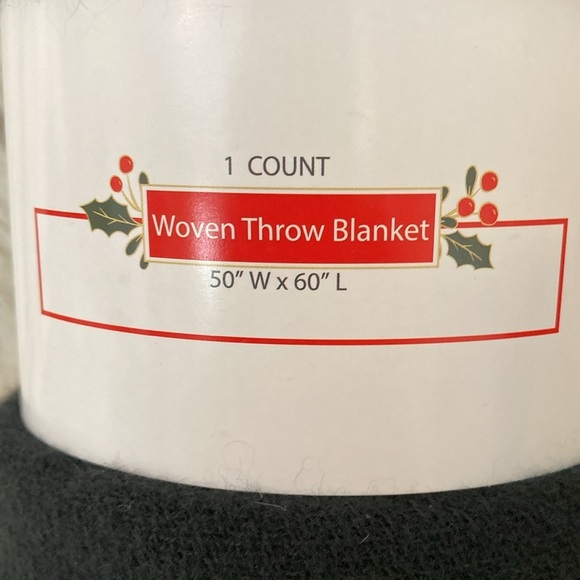 1 COUNT
Woven Throw Blanket
50” W x 60” L